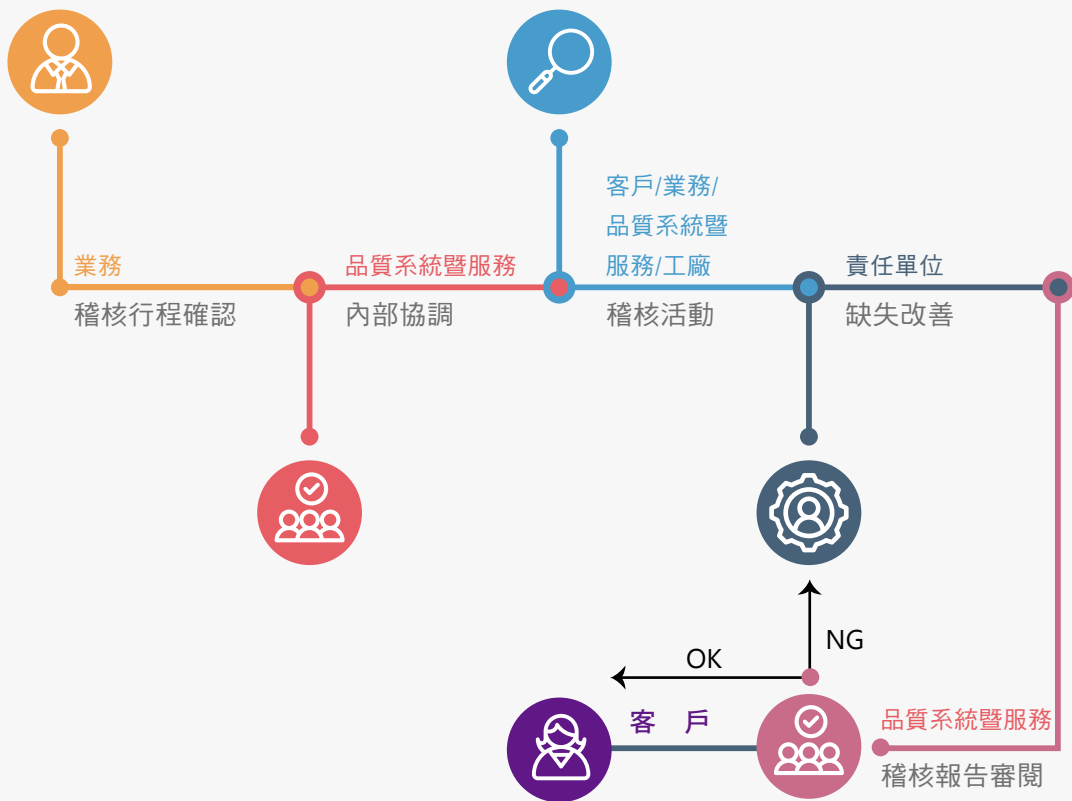 業務
稽核行程確認
品質系統暨服務
內部協調
客戶/業務/
品質系統暨
服務/工廠
稽核活動
責任單位
缺失改善
NG
OK
客 戶
品質系統暨服務
稽核報告審閱